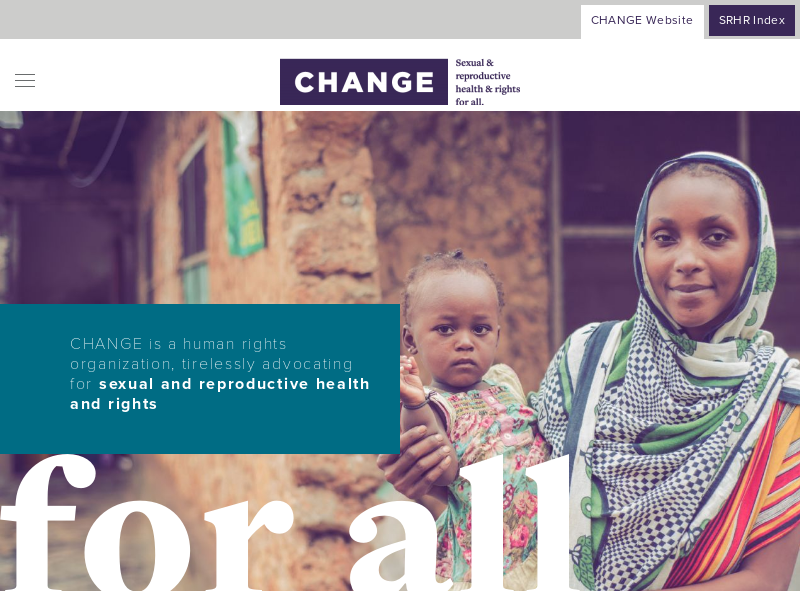 CHANGE Website
SRHR Index
CHANGE
Sexual &
reproductive
health & rights
for all.
CHANGE is a human rights
organization, tirelessly advocating
for sexual and reproductive health
and rights
for all